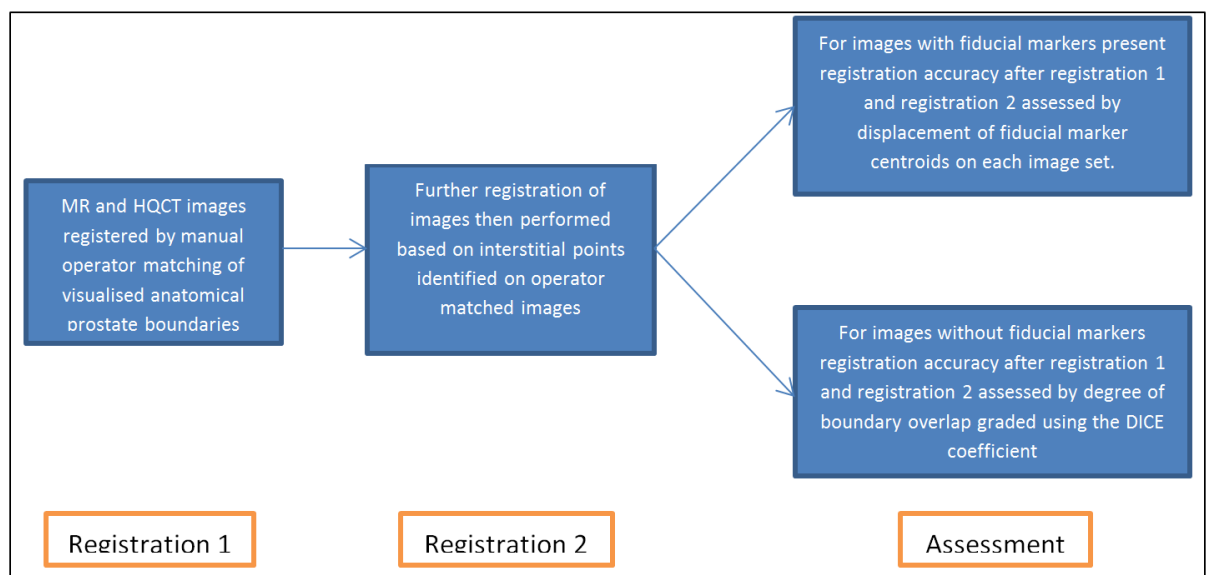 MR and HQCT images
registered by manual
operator matching of
visualised anatomical
prostate boundaries
Further registration of
images then performed
based on interstitial points
identified on operator
matched images
For images with fiducial markers present
registration accuracy after registration 1
and registration 2 assessed by
displacement of fiducial marker
centroids on each image set.
For images without fiducial markers
registration accuracy after registration 1
and registration 2 assessed by degree of
boundary overlap graded using the DICE
coefficient
Registration 1
Registration 2
Assessment